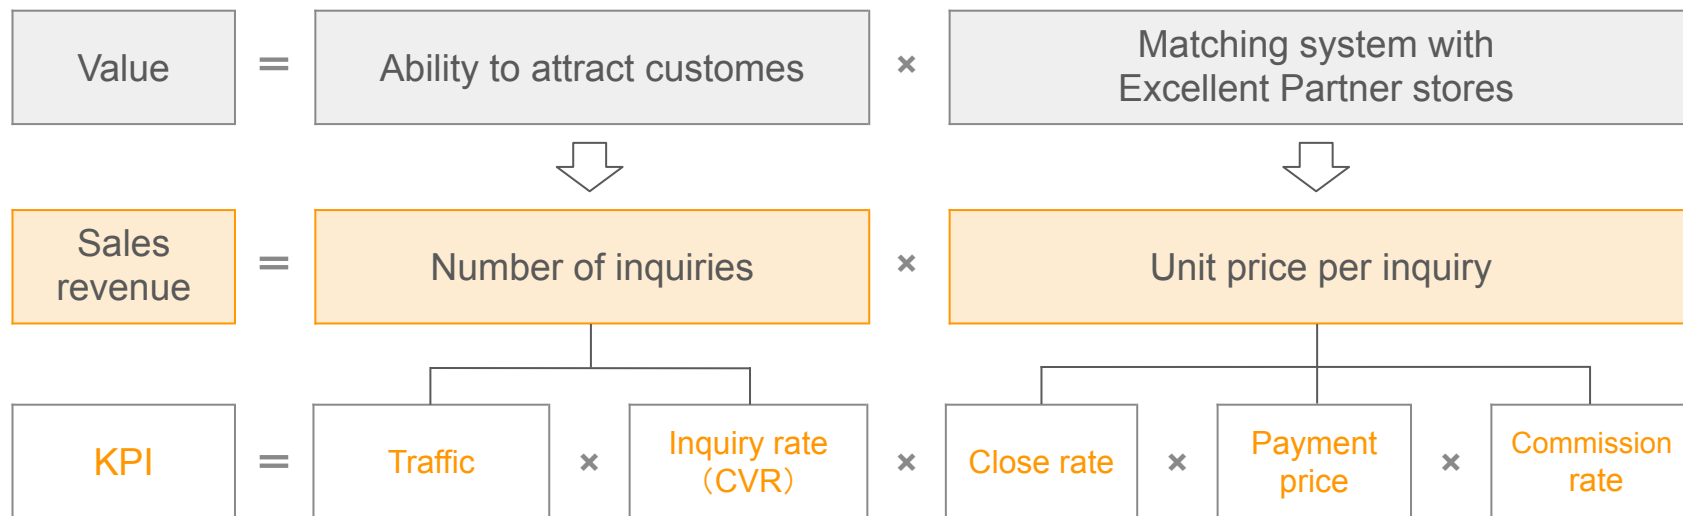 Value
=
Ability to attract customes
×
Matching system with
Excellent Partner stores
Sales
revenue
=
Number of inquiries
×
Unit price per inquiry
KPI
=
Traffic
×
Inquiry rate
（CVR）
×
Close rate
×
Payment
price
×
Commission
rate